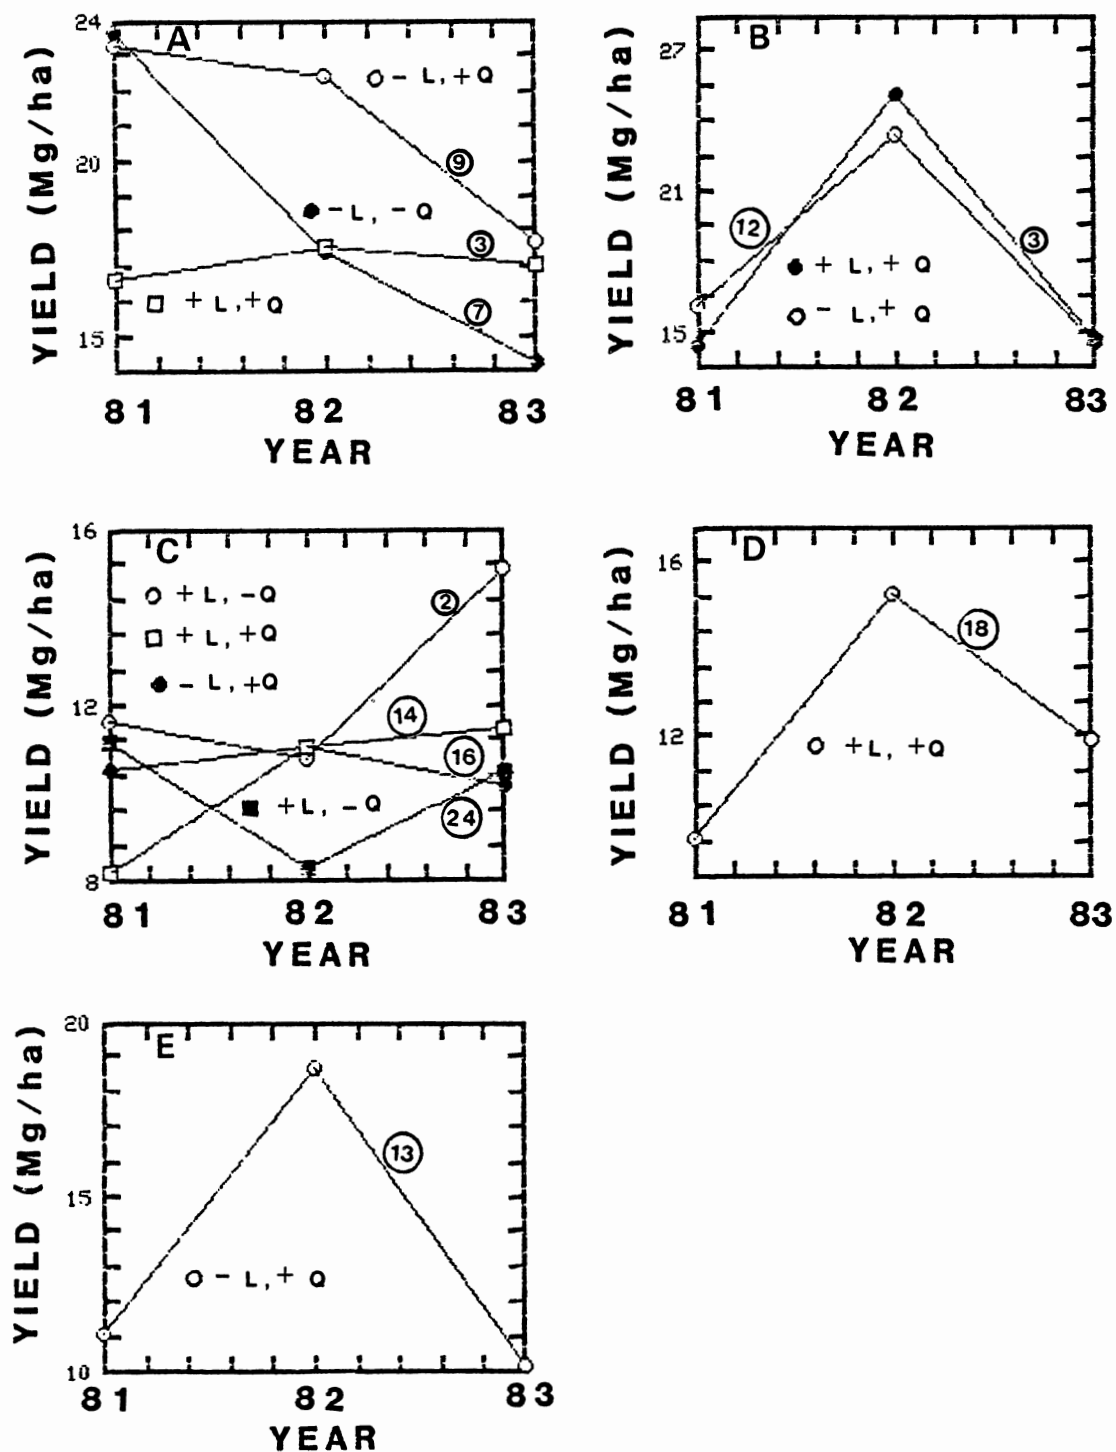 A
YIELD (Mg/ha)
24
20
15
- L, + Q
9
- L, - Q
3
+ L, + Q
7
81 82 83
YEAR
B
YIELD (Mg/ha)
27
21
15
12
3
+ L, + Q
- L, + Q
81 82 83
YEAR
C
YIELD (Mg/ha)
16
12
8
+ L, - Q
+ L, + Q
- L, + Q
2
14
16
+ L, - Q
24
81 82 83
YEAR
D
YIELD (Mg/ha)
16
12
18
+ L, + Q
81 82 83
YEAR
E
YIELD (Mg/ha)
20
15
10
13
- L, + Q
81 82 83
YEAR